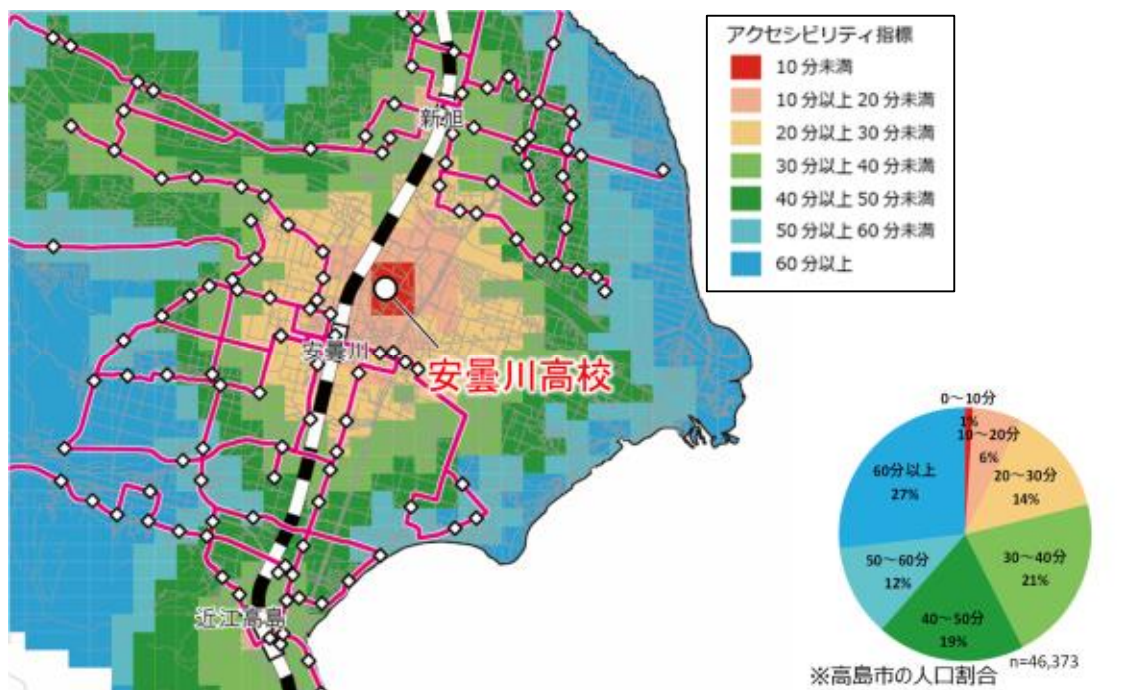 アクセシビリティ指標
10 分未満
10 分以上 20 分未満
20 分以上 30 分未満
30 分以上 40 分未満
40 分以上 50 分未満
50 分以上 60 分未満
60 分以上
新旭
安曇川
安曇川高校
近江高島
0～10分
1%
10～20分
6%
20～30分
14%
30～40分
21%
40～50分
19%
50～60分
12%
60分以上
27%
n=46,373
※高島市の人口割合